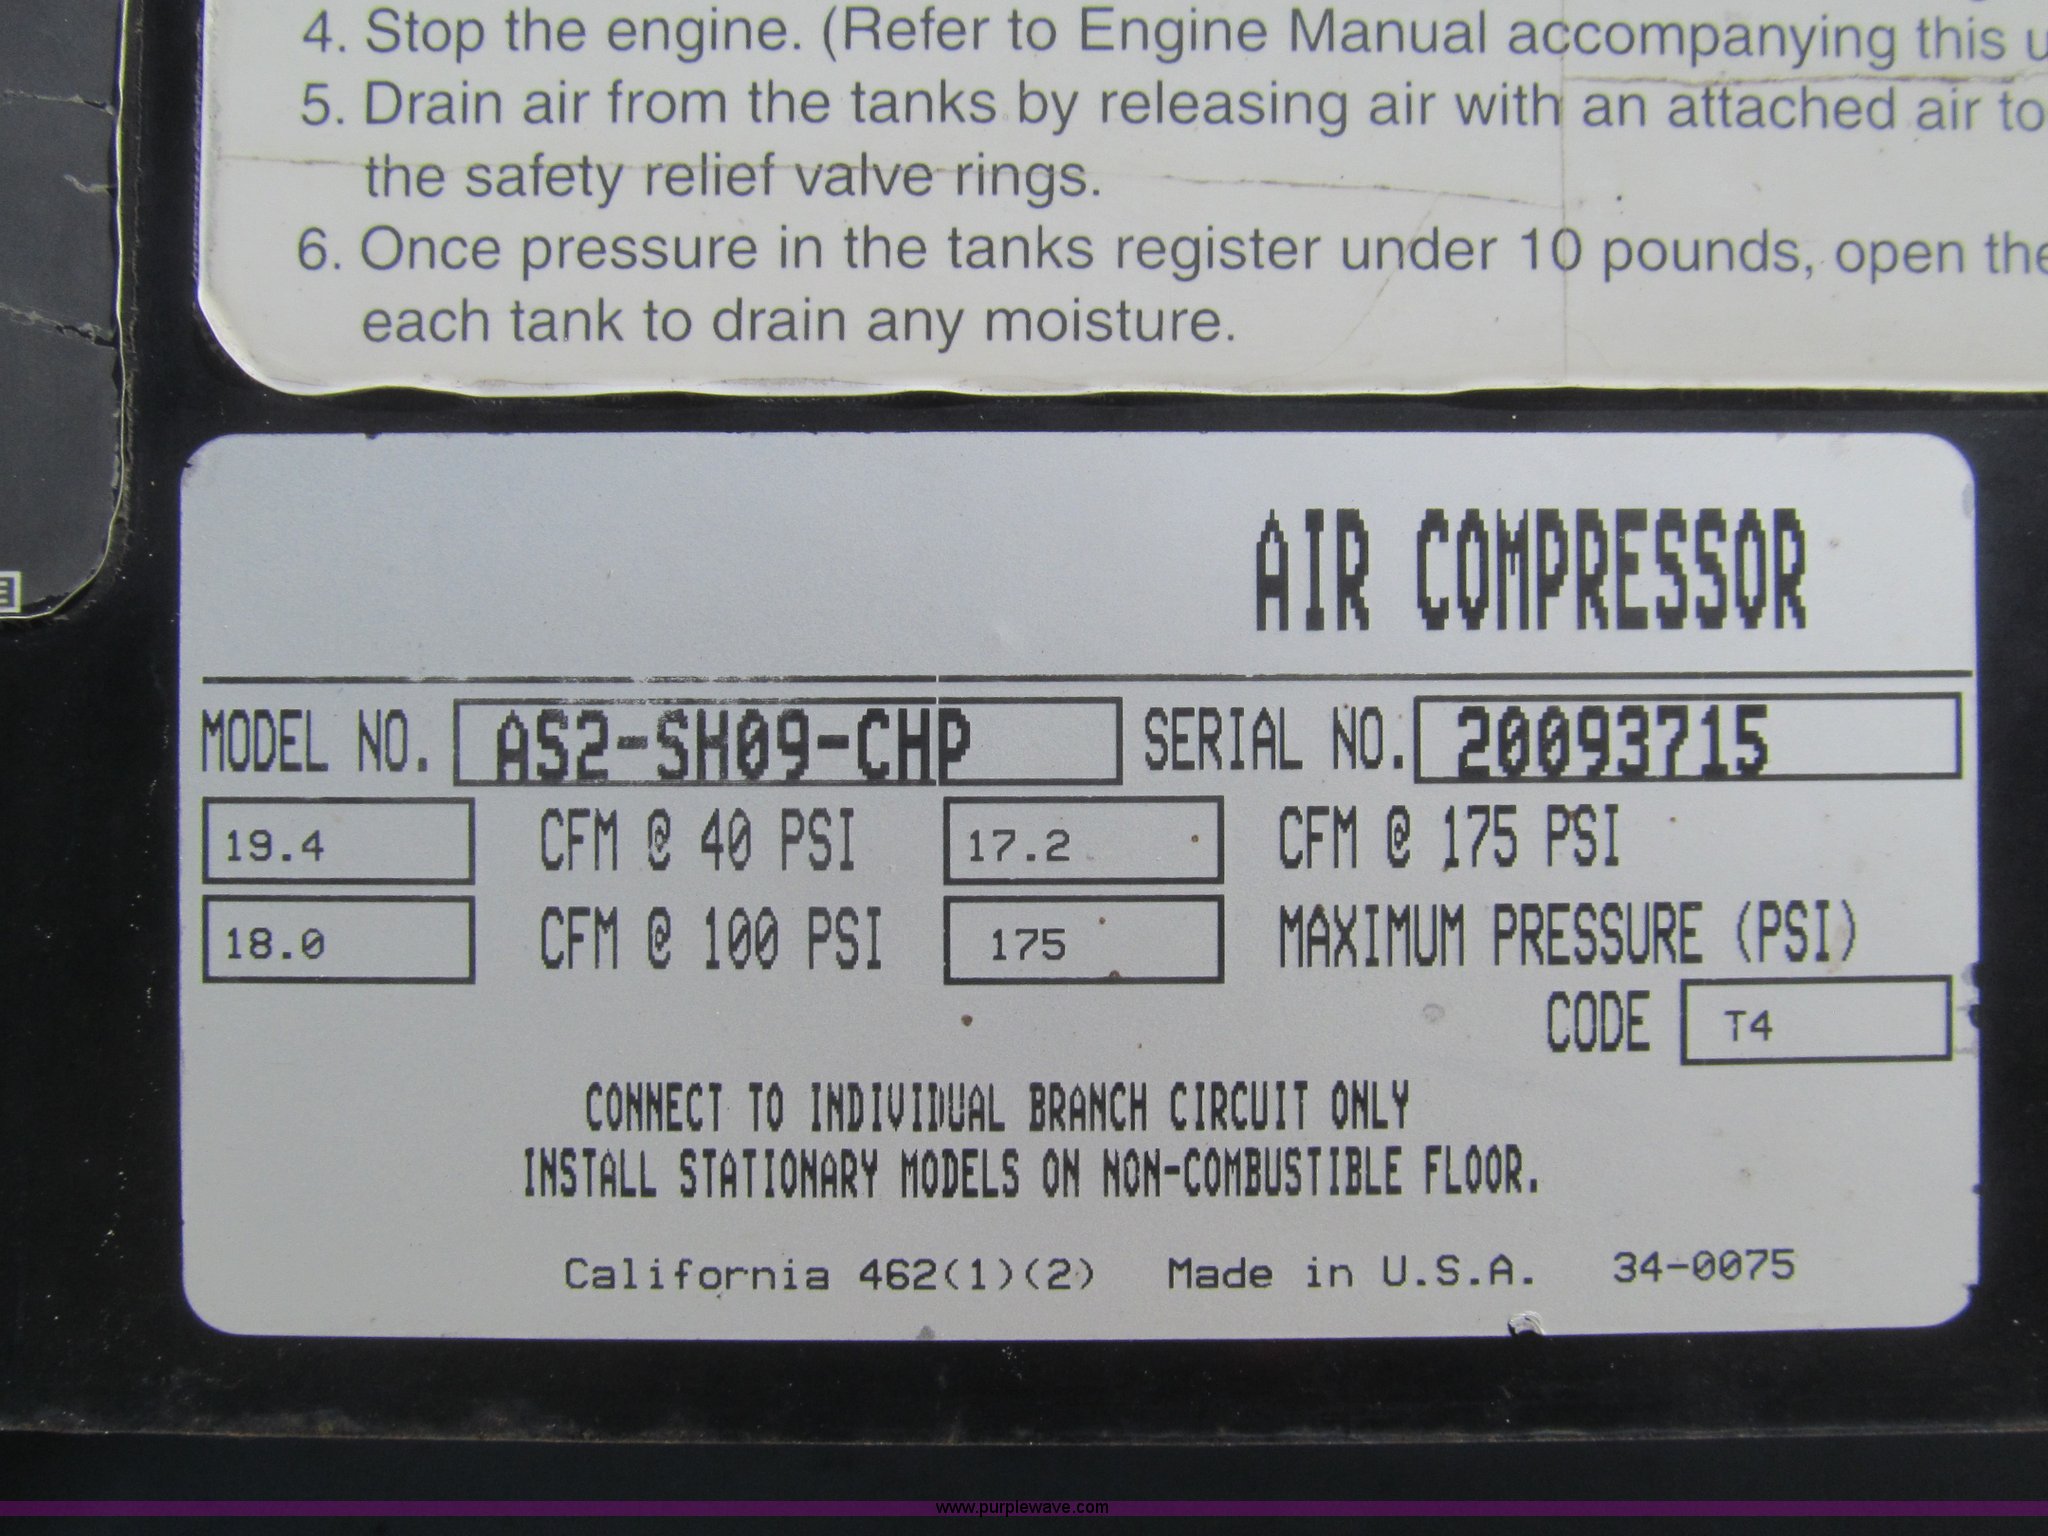 4. Stop the engine. (Refer to Engine Manual accompanying this
5. Drain air from the tanks by releasing air with an attached air
the safety relief valve rings.
6. Once pressure in the tanks register under 10 pounds, open the
each tank to drain any moisture.
AIR COMPRESSOR
MODEL NO. AS2-SH09-CHP SERIAL NO. 20093715
19.4 CFM @ 40 PSI 17.2 CFM @ 175 PSI
18.0 CFM @ 100 PSI 175 MAXIMUM PRESSURE (PSI)
CODE T4
CONNECT TO INDIVIDUAL BRANCH CIRCUIT ONLY
INSTALL STATIONARY MODELS ON NON-COMBUSTIBLE FLOOR.
California 462(1)(2) Made in U.S.A. 34-0075
www.purplewave.com